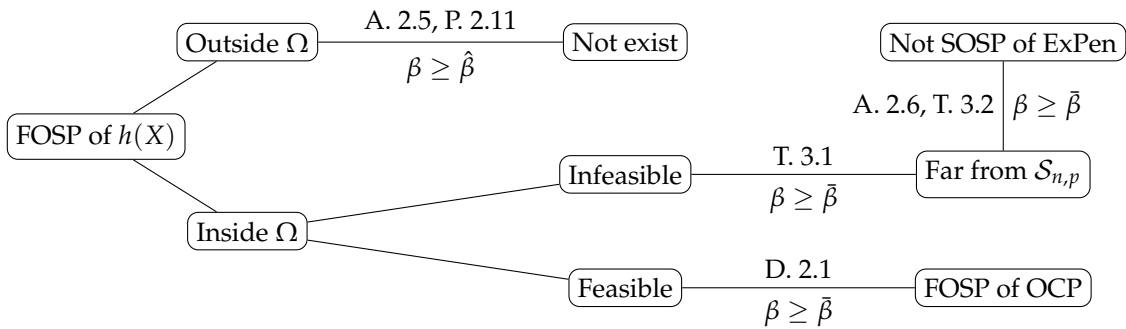 Outside Ω
A. 2.5, P. 2.11
β ≥ β̂
Not exist
Not SOSP of ExPen
A. 2.6, T. 3.2
β ≥ β̄
FOSP of h(X)
Infeasible
T. 3.1
β ≥ β̄
Far from 𝒮ₙ,ₚ
Inside Ω
Feasible
D. 2.1
β ≥ β̄
FOSP of OCP